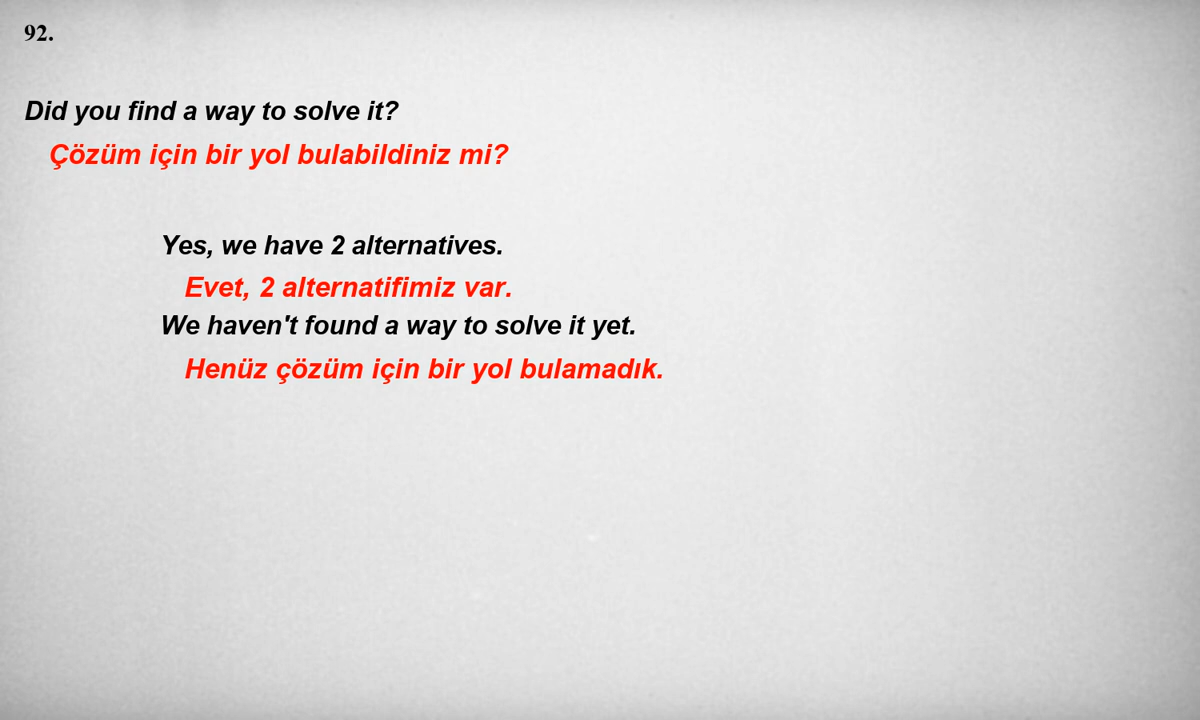 92.
Did you find a way to solve it?
Çözüm için bir yol bulabildiniz mi?
Yes, we have 2 alternatives.
Evet, 2 alternatifimiz var.
We haven't found a way to solve it yet.
Henüz çözüm için bir yol bulamadık.